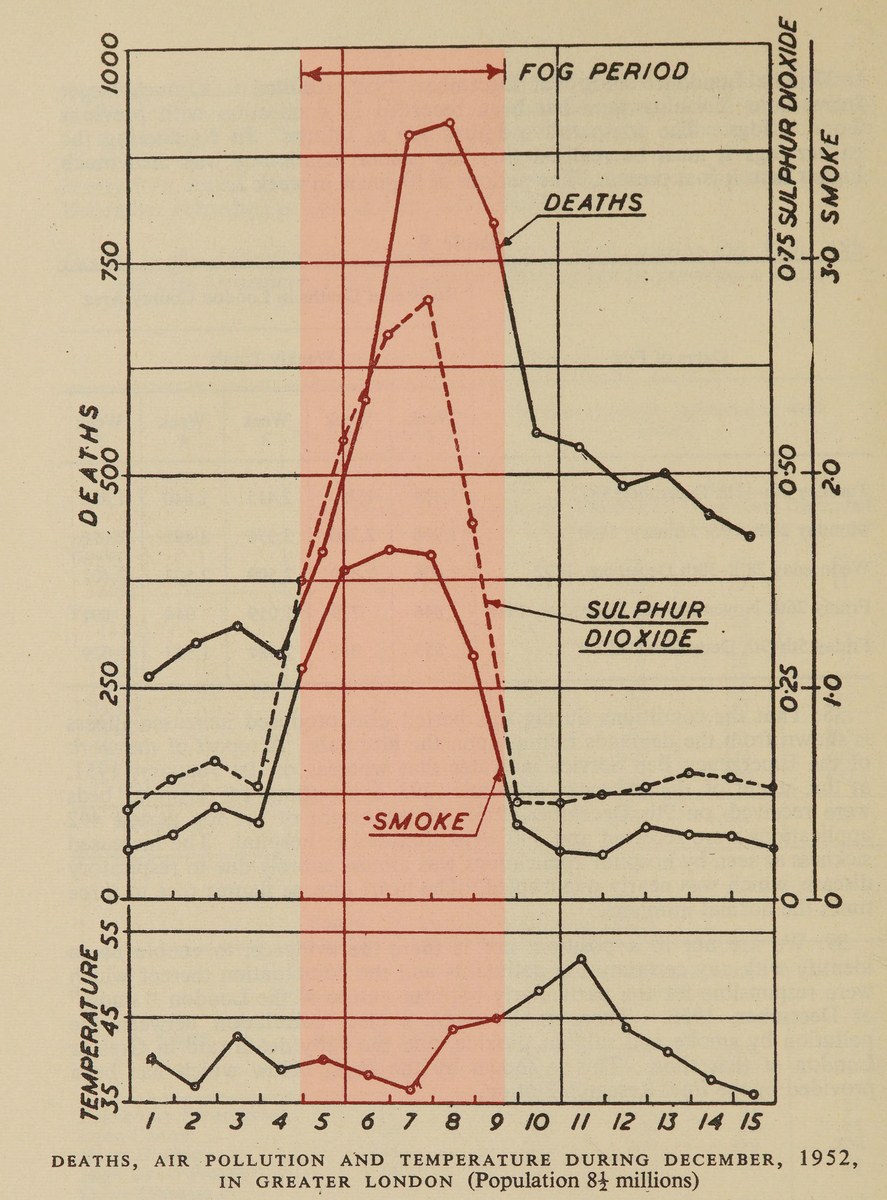 FOG PERIOD
DEATHS
SULPHUR
DIOXIDE
SMOKE
DEATHS
1000
750
500
250
0
SULPHUR DIOXIDE
0.75
0.50
0.25
0
SMOKE
3.0
2.0
1.0
0
TEMPERATURE
55
45
35
1 2 3 4 5 6 7 8 9 10 11 12 13 14 15
DEATHS, AIR POLLUTION AND TEMPERATURE DURING DECEMBER, 1952,
IN GREATER LONDON (Population 8½ millions)